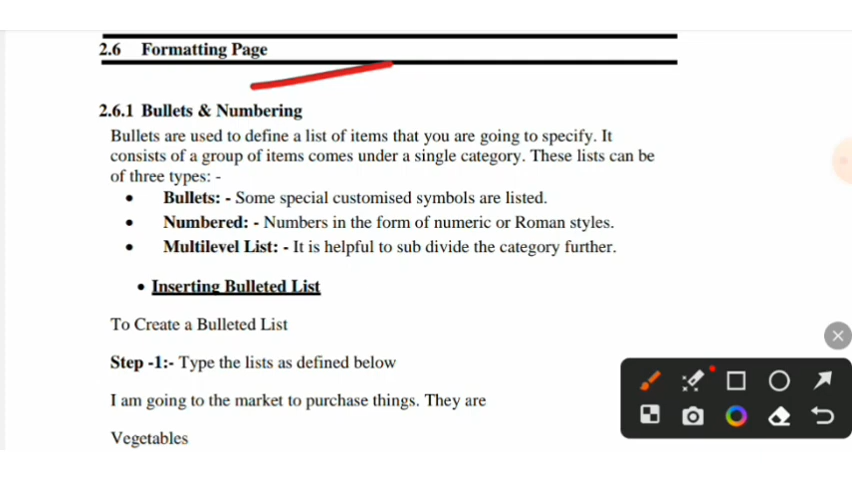 2.6 Formatting Page
2.6.1 Bullets & Numbering
Bullets are used to define a list of items that you are going to specify. It
consists of a group of items comes under a single category. These lists can be
of three types: -
• Bullets: - Some special customised symbols are listed.
• Numbered: - Numbers in the form of numeric or Roman styles.
• Multilevel List: - It is helpful to sub divide the category further.
• Inserting Bulleted List
To Create a Bulleted List
Step -1:- Type the lists as defined below
I am going to the market to purchase things. They are
Vegetables